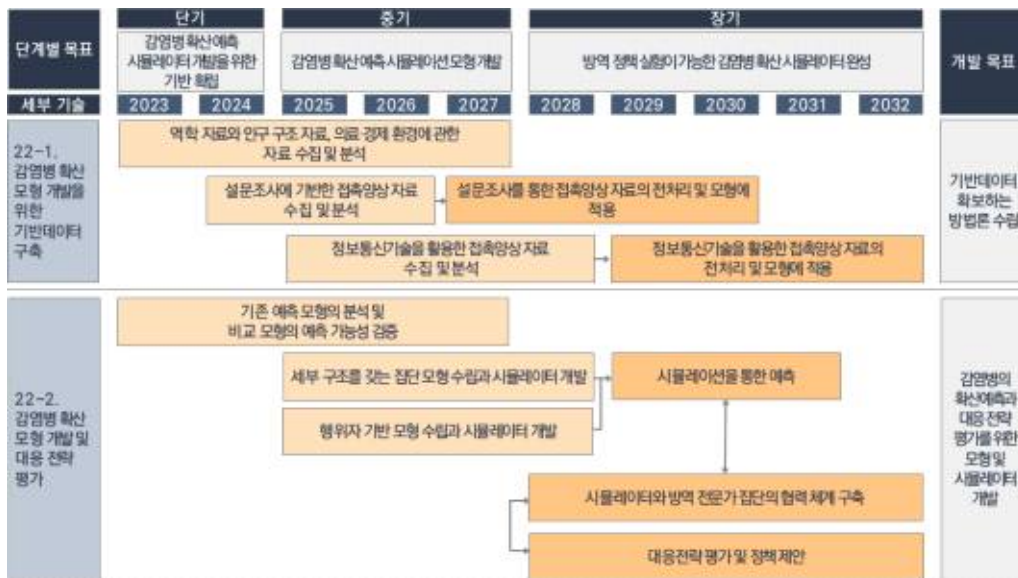 단계별 목표
단기
중기
장기
개발 목표
감염병 확산 예측
시뮬레이터 개발을 위한
기반 확립
감염병 확산 예측 시뮬레이션 모형 개발
방역 정책 실험이 가능한 감염병 확산 시뮬레이터 완성
세부 기술
2023
2024
2025
2026
2027
2028
2029
2030
2031
2032
22-1.
감염병 확산
모형 개발을
위한
기반데이터
구축
역학 자료와 인구 구조 자료, 의료·경제 환경에 관한
자료 수집 및 분석
설문조사에 기반한 접촉양상 자료
수집 및 분석
설문조사를 통한 접촉양상 자료의 전처리 및 모형에
적용
정보통신기술을 활용한 접촉양상 자료
수집 및 분석
정보통신기술을 활용한 접촉양상 자료의
전처리 및 모형에 적용
기반데이터
확보하는
방법론 수립
22-2.
감염병 확산
모형 개발 및
대응 전략
평가
기존 예측 모형의 분석 및
비교 모형의 예측 가능성 검증
세부 구조를 갖는 집단 모형 수립과 시뮬레이터 개발
시뮬레이션을 통한 예측
행위자 기반 모형 수립과 시뮬레이터 개발
시뮬레이터와 방역 전문가 집단의 협력 체계 구축
대응전략 평가 및 정책 제안
감염병의
확산예측과
대응 전략
평가를 위한
모형 및
시뮬레이터
개발